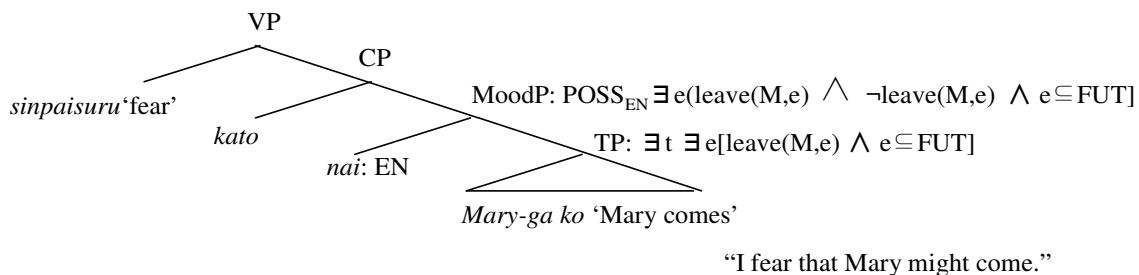 VP
CP
sinpaisuru‘fear’
MoodP: POSS_EN ∃ e(leave(M,e) ∧ ¬leave(M,e) ∧ e⊆FUT]
kato
TP: ∃ t ∃ e[leave(M,e) ∧ e⊆FUT]
nai: EN
Mary-ga ko ‘Mary comes’
“I fear that Mary might come.”